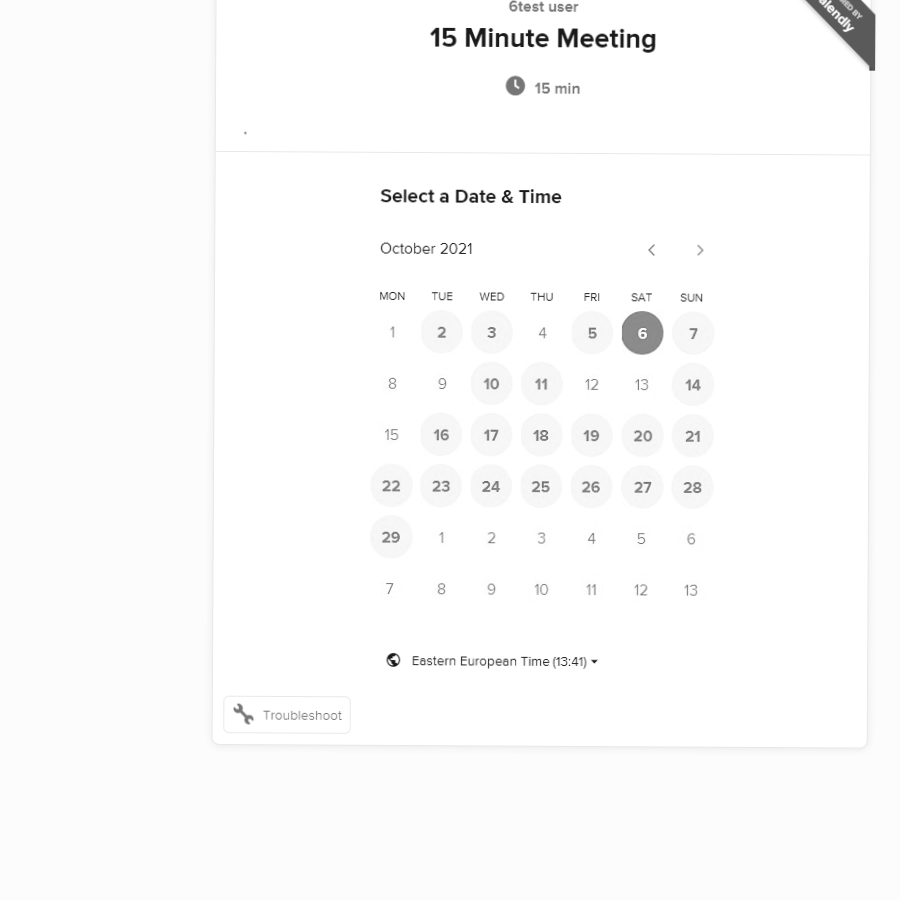 6test user
15 Minute Meeting
15 min
Select a Date & Time
October 2021
MON TUE WED THU FRI SAT SUN
1 2 3 4 5 6 7
8 9 10 11 12 13 14
15 16 17 18 19 20 21
22 23 24 25 26 27 28
29 1 2 3 4 5 6
7 8 9 10 11 12 13
Eastern European Time (13:41)
Troubleshoot